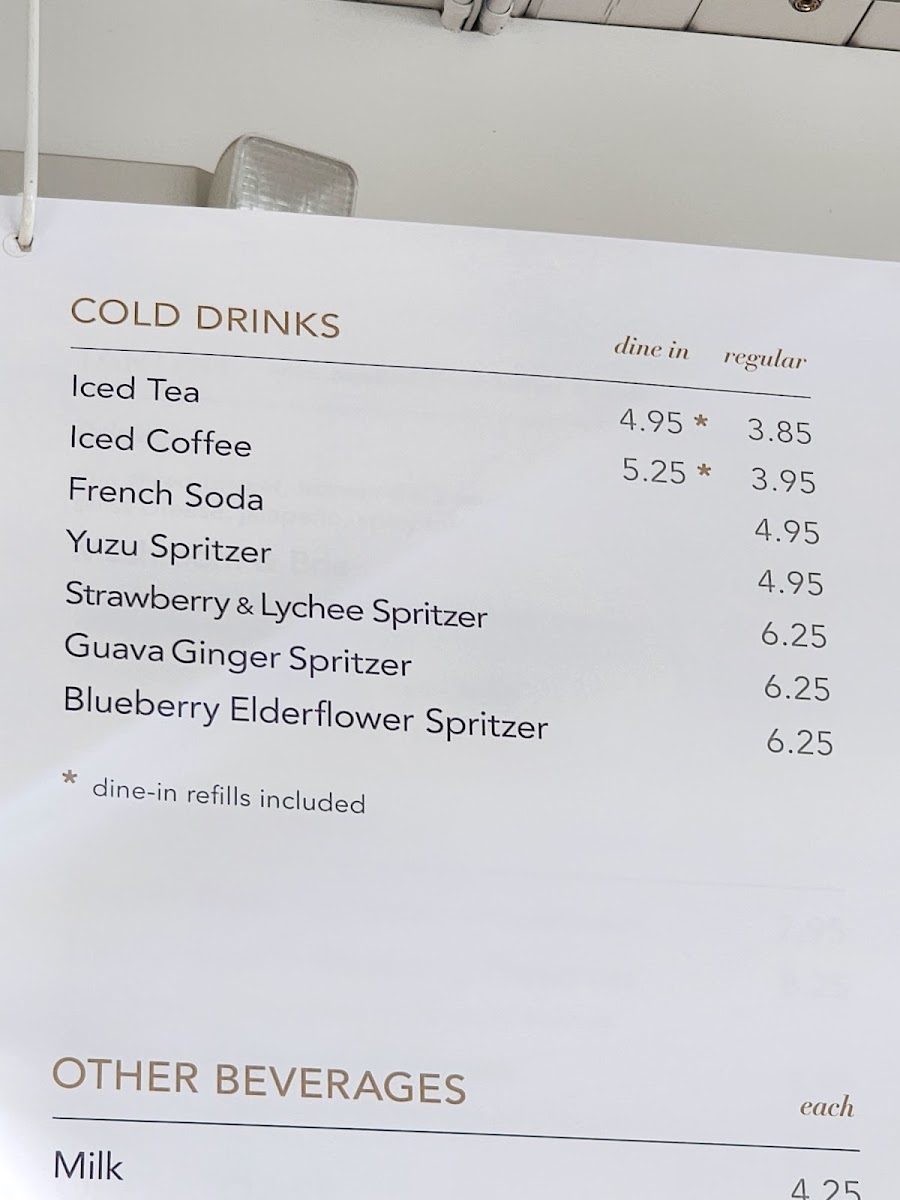 COLD DRINKS dine in regular
Iced Tea 4.95 * 3.85
Iced Coffee 5.25 * 3.95
French Soda 4.95
Yuzu Spritzer 4.95
Strawberry & Lychee Spritzer 6.25
Guava Ginger Spritzer 6.25
Blueberry Elderflower Spritzer 6.25
* dine-in refills included
OTHER BEVERAGES each
Milk 4.25